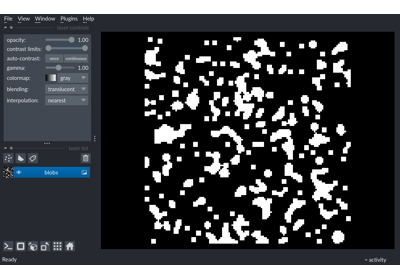 File View Window Plugins Help
layer controls
opacity: 1.00
contrast limits:
auto-contrast: once continuous
gamma: 1.00
colormap: gray
blending: translucent
interpolation: nearest
layer list
blobs
Ready activity